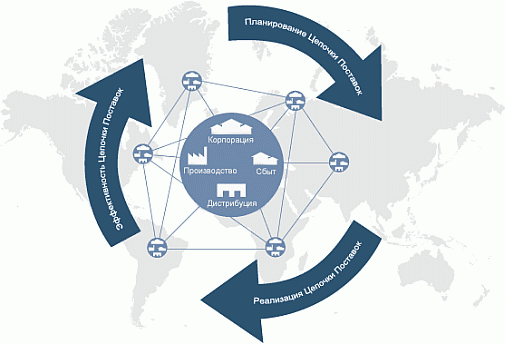 Планирование Цепочки Поставок
Эффективность Цепочки Поставок
Корпорация
Производство
Сбыт
Дистрибуция
Реализация Цепочки Поставок